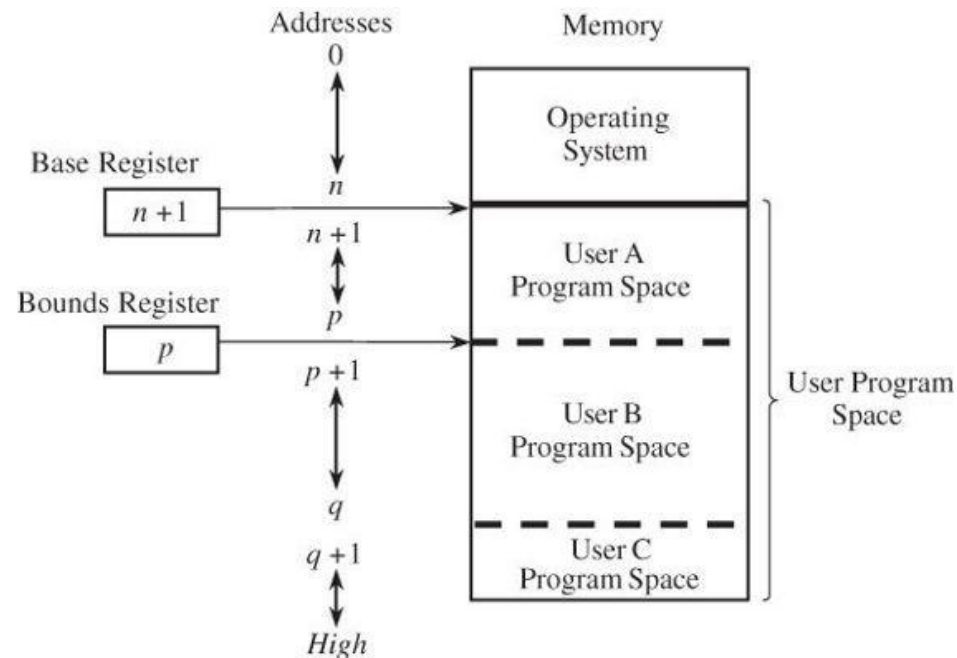 Addresses
Memory
0
Operating
System
Base Register
n
n + 1
n + 1
User A
Program Space
Bounds Register
p
p
p + 1
User B
Program Space
User Program
Space
q
q + 1
User C
Program Space
High